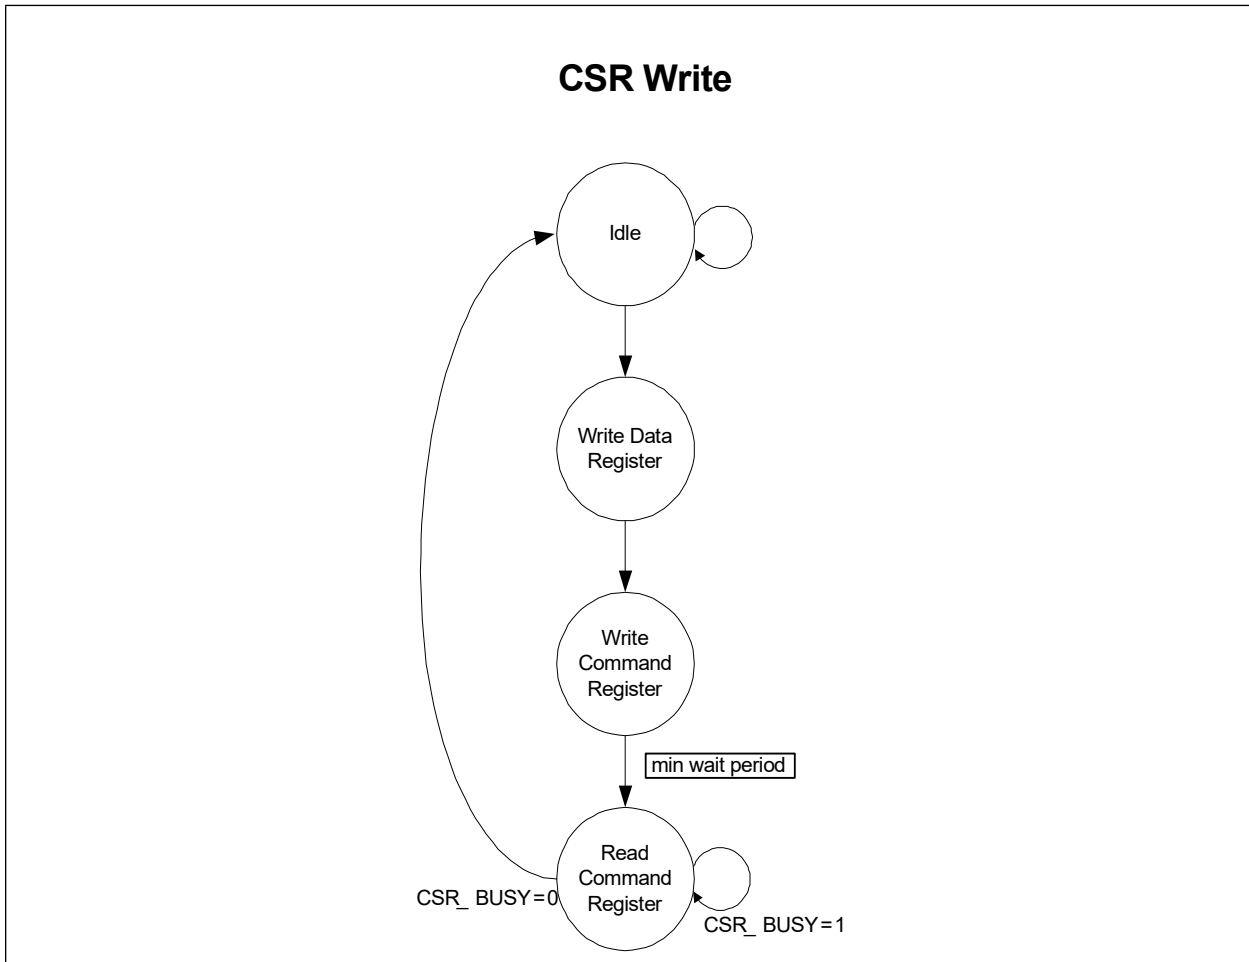 CSR Write
Idle
Write Data
Register
Write
Command
Register
min wait period
Read
Command
Register
CSR_ BUSY=0
CSR_ BUSY=1